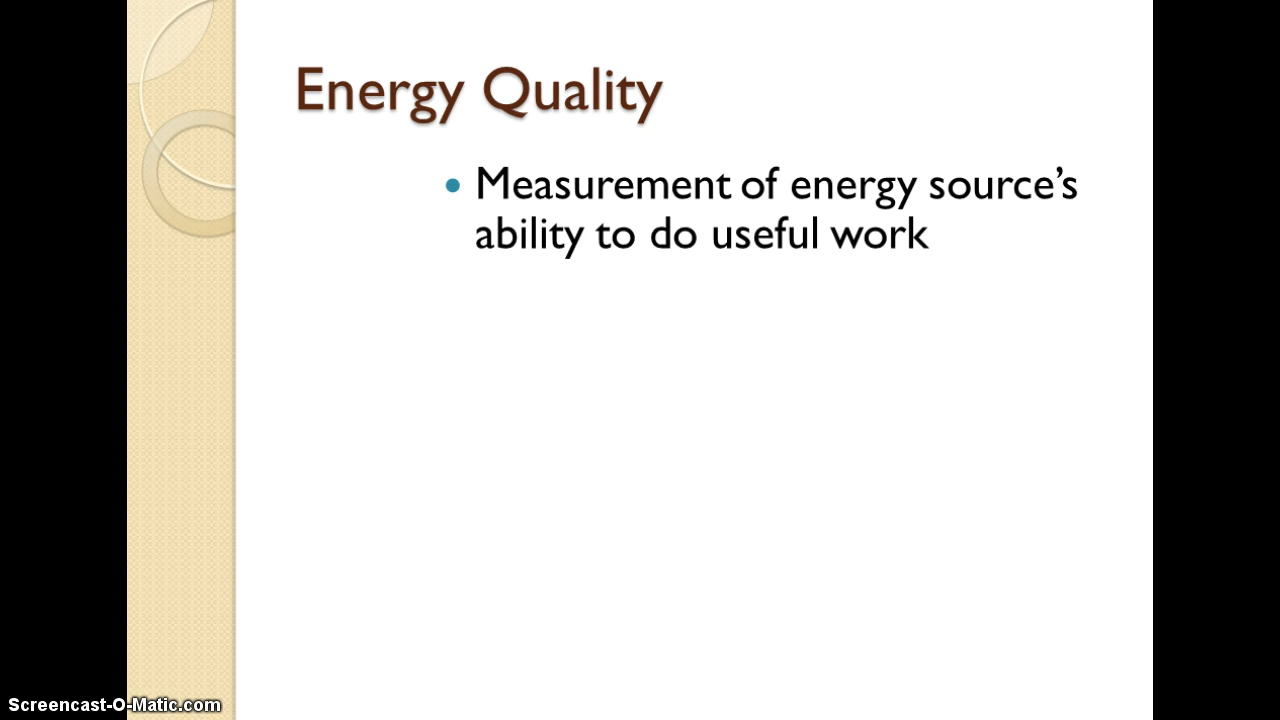 Energy Quality
• Measurement of energy source’s
ability to do useful work
Screencast-O-Matic.com